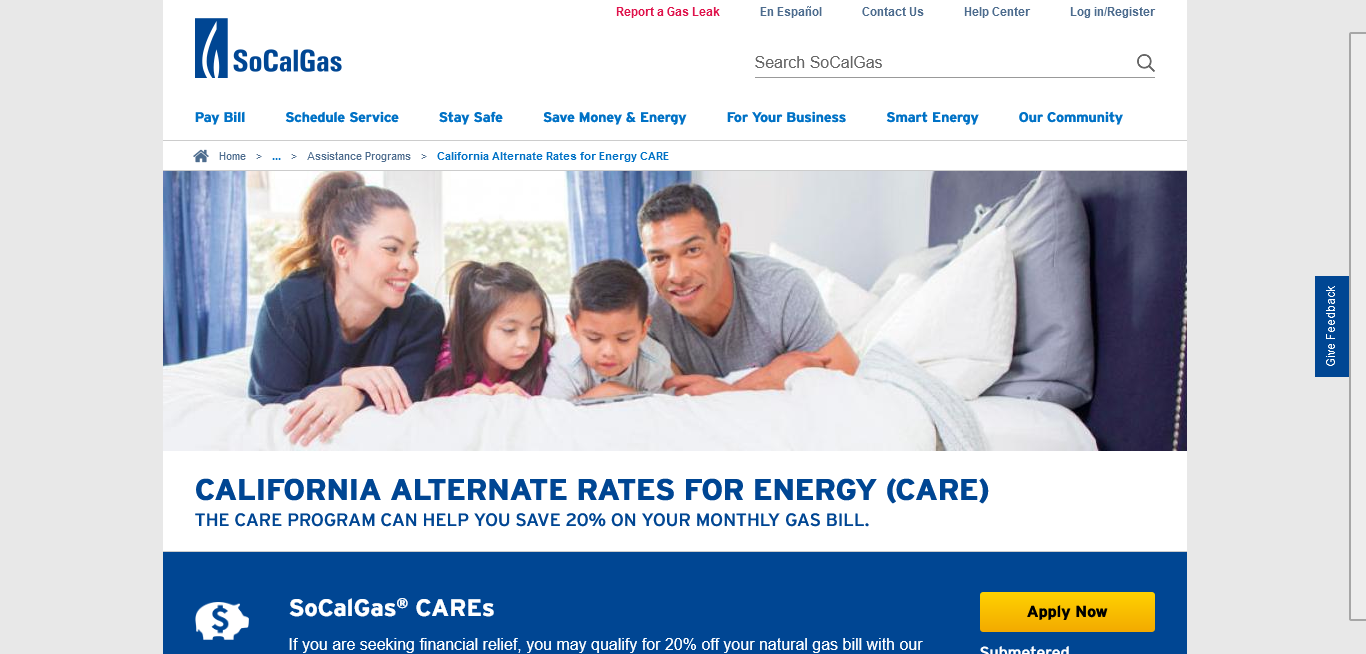 Report a Gas Leak
En Español
Contact Us
Help Center
Log in/Register
SoCalGas
Search SoCalGas
Pay Bill
Schedule Service
Stay Safe
Save Money & Energy
For Your Business
Smart Energy
Our Community
Home > ... > Assistance Programs > California Alternate Rates for Energy CARE
Give Feedback
CALIFORNIA ALTERNATE RATES FOR ENERGY (CARE)
THE CARE PROGRAM CAN HELP YOU SAVE 20% ON YOUR MONTHLY GAS BILL.
SoCalGas® CAREs
If you are seeking financial relief, you may qualify for 20% off your natural gas bill with our
Apply Now
Submetered